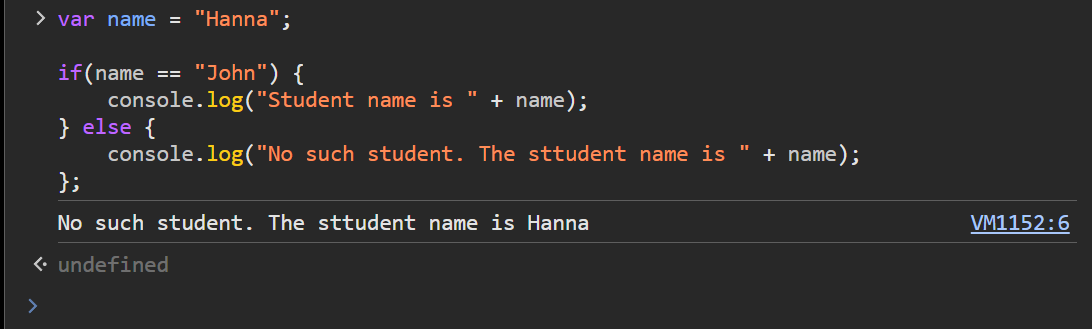 > var name = "Hanna";
if(name == "John") {
    console.log("Student name is " + name);
} else {
    console.log("No such student. The sttudent name is " + name);
};
No such student. The sttudent name is Hanna VM1152:6
undefined
>